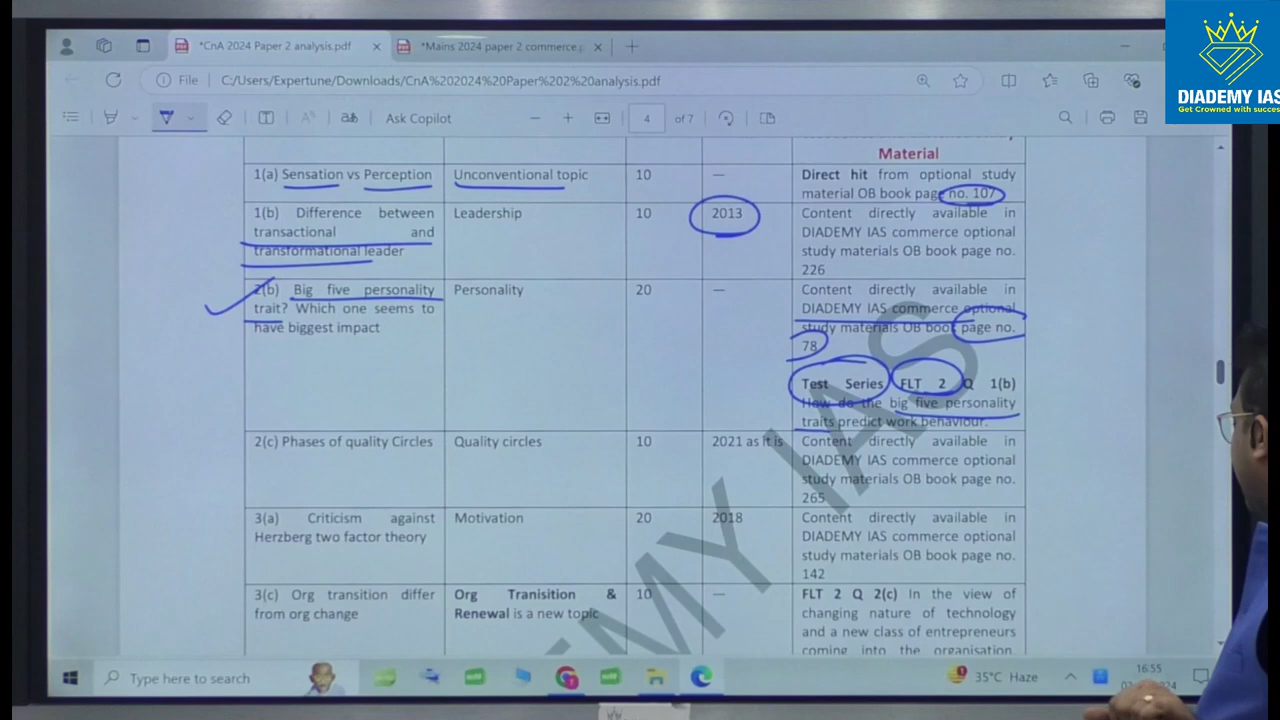 *CnA 2024 Paper 2 analysis.pdf
*Mains 2024 paper 2 commerce.p
DIADEMY IAS
Get Crowned with succes
File
C:/Users/Expertune/Downloads/CnA%202024%20Paper%202%20analysis.pdf
Ask Copilot
4
of 7
Material
1(a) Sensation vs Perception
Unconventional topic
10
—
Direct hit from optional study
material OB book page no. 107
1(b) Difference between
transactional and
transformational leader
Leadership
10
2013
Content directly available in
DIADEMY IAS commerce optional
study materials OB book page no.
226
2(b) Big five personality
trait? Which one seems to
have biggest impact
Personality
20
—
Content directly available in
DIADEMY IAS commerce optional
study materials OB book page no.
78
Test Series FLT 2 Q 1(b)
How do the big five personality
traits predict work behaviour.
2(c) Phases of quality Circles
Quality circles
10
2021 as it is
Content directly available in
DIADEMY IAS commerce optional
study materials OB book page no.
265
3(a) Criticism against
Herzberg two factor theory
Motivation
20
2018
Content directly available in
DIADEMY IAS commerce optional
study materials OB book page no.
142
3(c) Org transition differ
from org change
Org Tranisition &
Renewal is a new topic
10
—
FLT 2 Q 2(c) In the view of
changing nature of technology
and a new class of entrepreneurs
coming into the organisation,
EMY IAS
Type here to search
35°C Haze
16:55